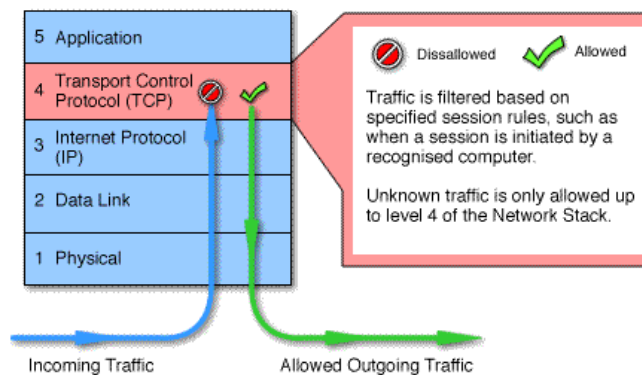 5 Application
4 Transport Control
Protocol (TCP)
3 Internet Protocol
(IP)
2 Data Link
1 Physical
Incoming Traffic
Allowed Outgoing Traffic
Dissallowed
Allowed
Traffic is filtered based on
specified session rules, such as
when a session is initiated by a
recognised computer.
Unknown traffic is only allowed up
to level 4 of the Network Stack.